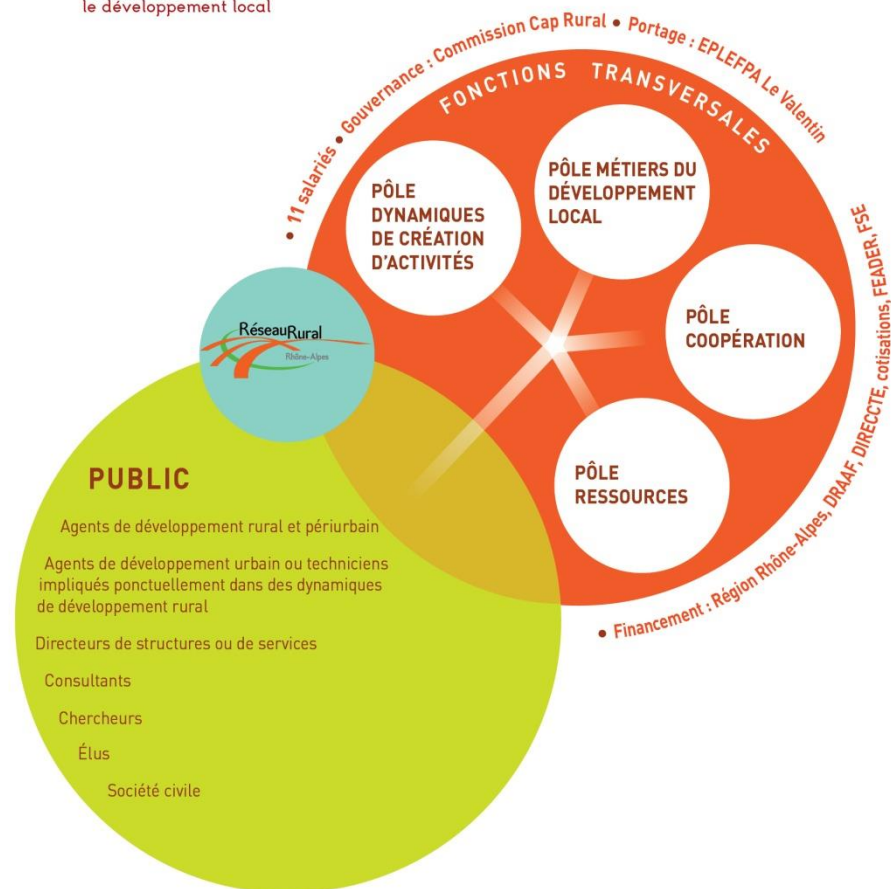 le développement local
• 11 salariés • Gouvernance : Commission Cap Rural • Portage : EPLEFPA Le Valentin
FONCTIONS TRANSVERSALES
PÔLE
DYNAMIQUES
DE CRÉATION
D'ACTIVITÉS
PÔLE MÉTIERS DU
DÉVELOPPEMENT
LOCAL
PÔLE
COOPÉRATION
PÔLE
RESSOURCES
• Financement : Région Rhône-Alpes, DRAAF, DIRECCTE, cotisations, FEADER, FSE
RéseauRural
Rhône-Alpes
PUBLIC
Agents de développement rural et périurbain
Agents de développement urbain ou techniciens
impliqués ponctuellement dans des dynamiques
de développement rural
Directeurs de structures ou de services
Consultants
Chercheurs
Élus
Société civile